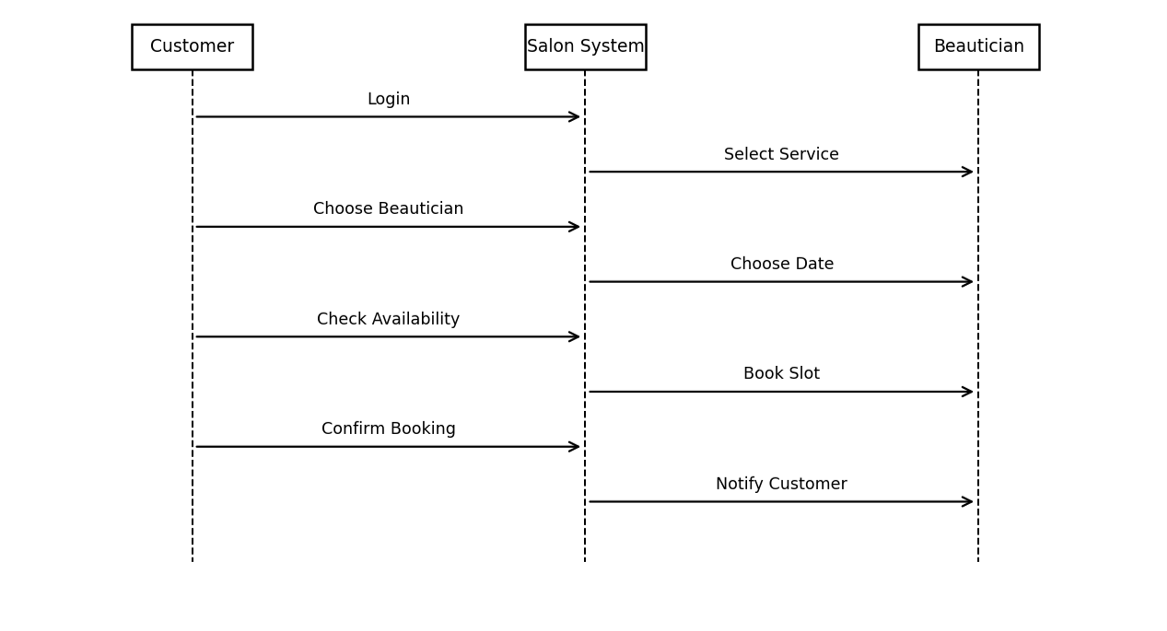 Customer
Salon System
Beautician
Login
Select Service
Choose Beautician
Choose Date
Check Availability
Book Slot
Confirm Booking
Notify Customer